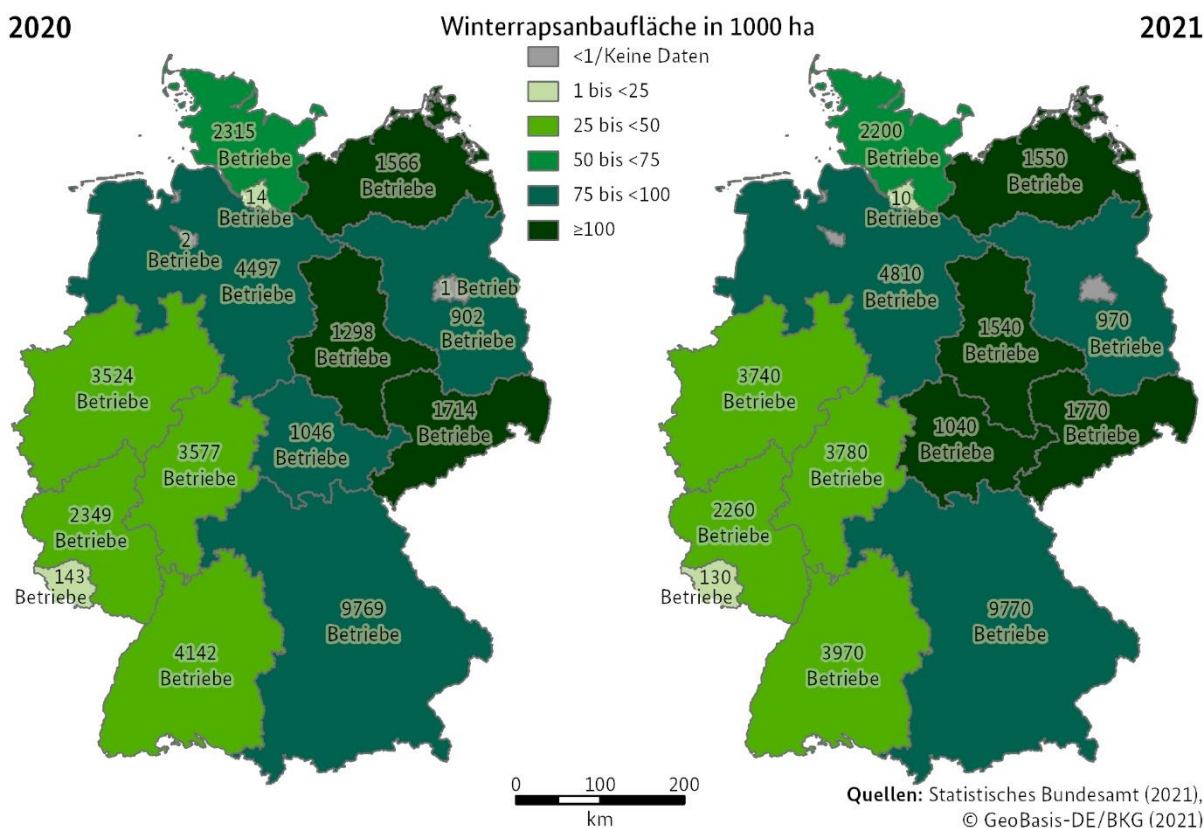 2020
Winterrapsanbaufläche in 1000 ha
2021
<1/Keine Daten
1 bis <25
25 bis <50
50 bis <75
75 bis <100
≥100
2315
Betriebe
1566
Betriebe
14
Betriebe
2
Betriebe
4497
Betriebe
1 Betrieb
902
Betriebe
1298
Betriebe
3524
Betriebe
1714
Betriebe
1046
Betriebe
3577
Betriebe
2349
Betriebe
143
Betriebe
9769
Betriebe
4142
Betriebe
2200
Betriebe
1550
Betriebe
10
Betriebe
4810
Betriebe
970
Betriebe
1540
Betriebe
3740
Betriebe
1770
Betriebe
1040
Betriebe
3780
Betriebe
2260
Betriebe
130
Betriebe
9770
Betriebe
3970
Betriebe
0 100 200
km
Quellen: Statistisches Bundesamt (2021),
© GeoBasis-DE/BKG (2021)